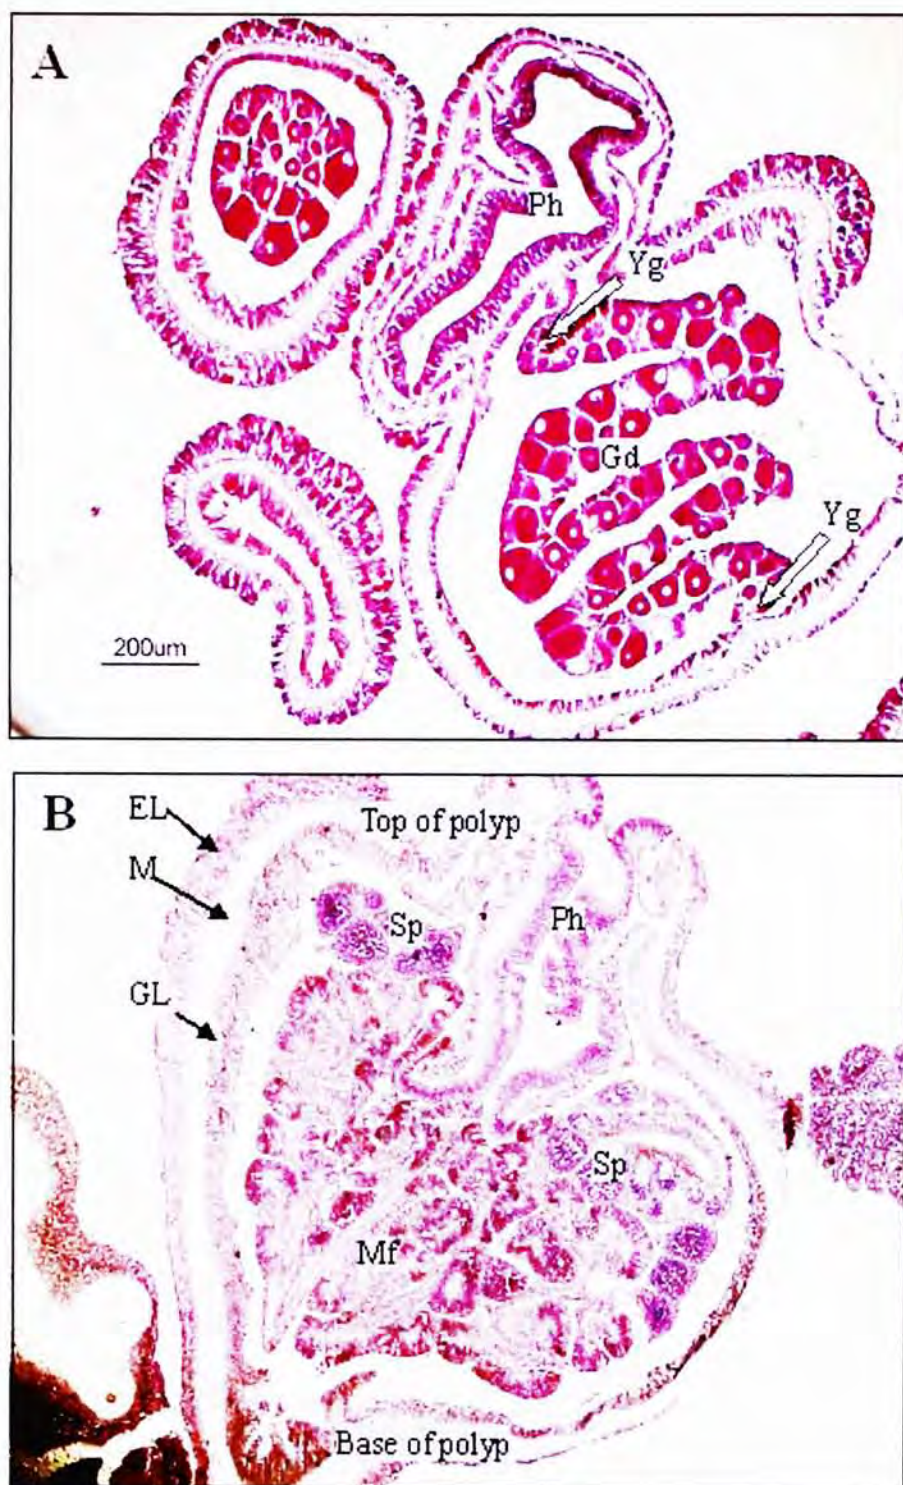 A
Ph
Yg
Gd
Yg
200um
B
EL
Top of polyp
M
Sp
Ph
GL
Sp
Mf
Base of polyp